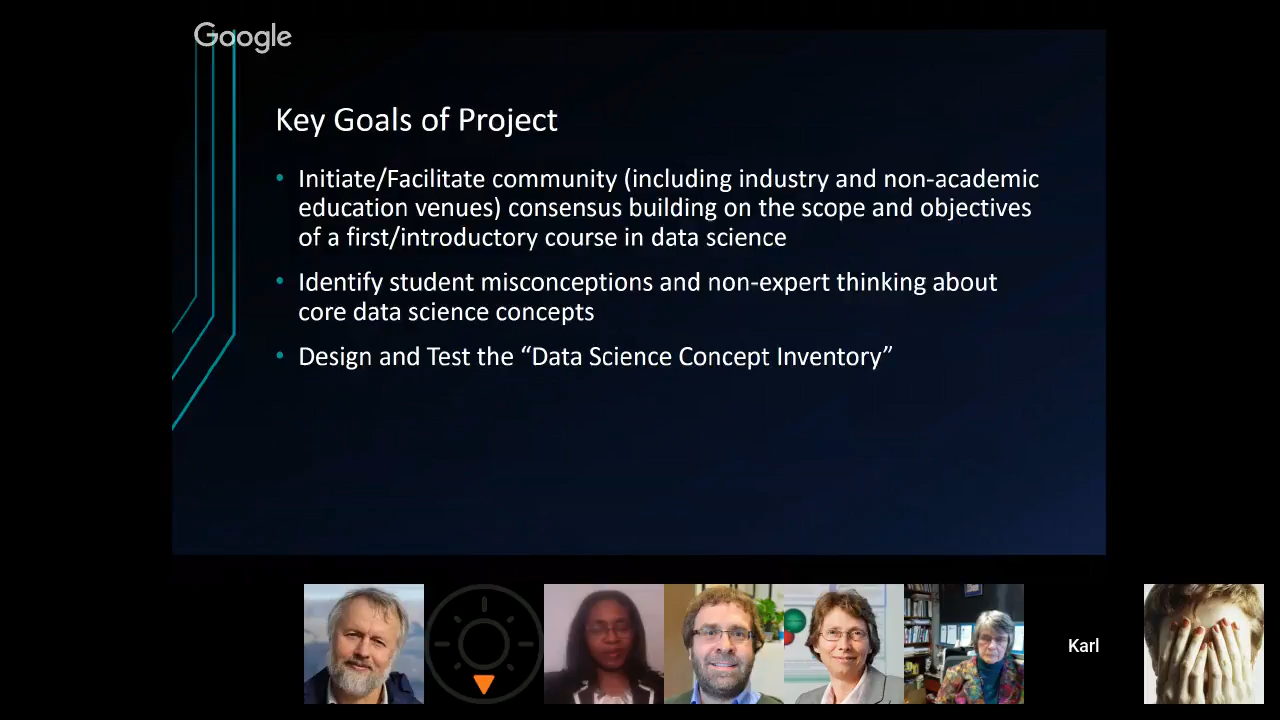 Google
Key Goals of Project
• Initiate/Facilitate community (including industry and non-academic
education venues) consensus building on the scope and objectives
of a first/introductory course in data science
• Identify student misconceptions and non-expert thinking about
core data science concepts
• Design and Test the “Data Science Concept Inventory”
Karl